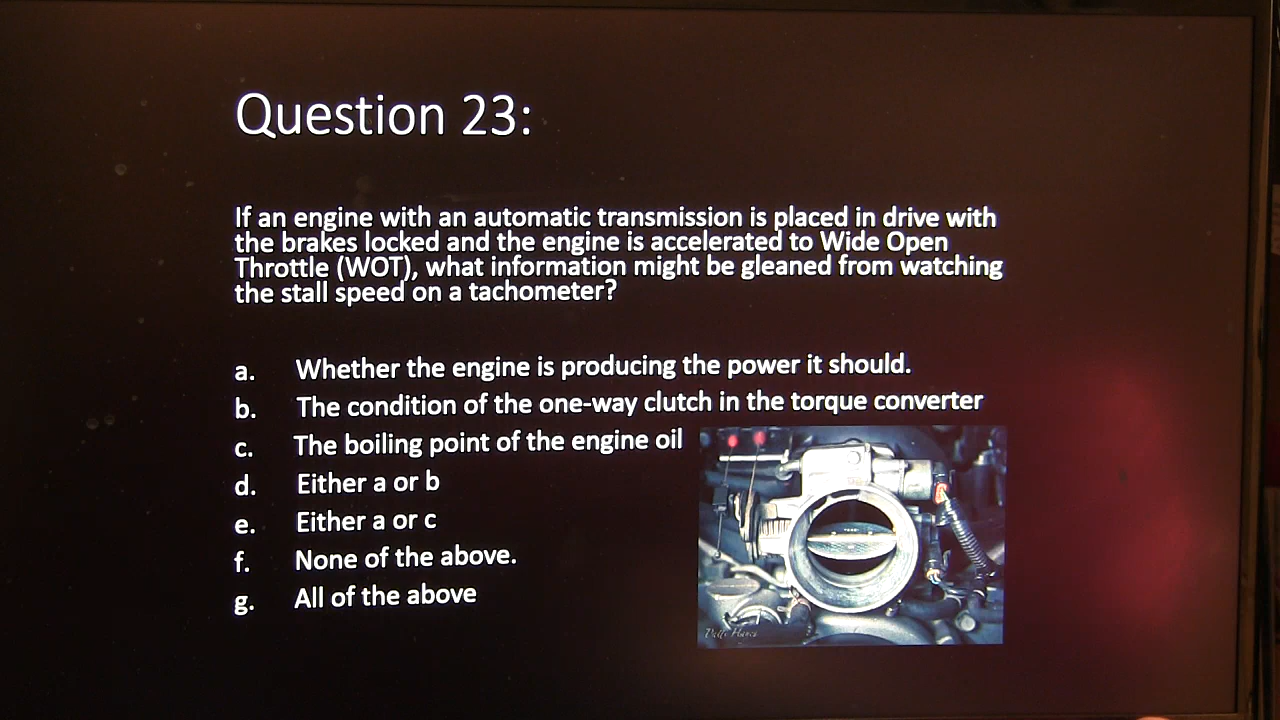 Question 23:
If an engine with an automatic transmission is placed in drive with
the brakes locked and the engine is accelerated to Wide Open
Throttle (WOT), what information might be gleaned from watching
the stall speed on a tachometer?
a. Whether the engine is producing the power it should.
b. The condition of the one-way clutch in the torque converter
c. The boiling point of the engine oil
d. Either a or b
e. Either a or c
f. None of the above.
g. All of the above